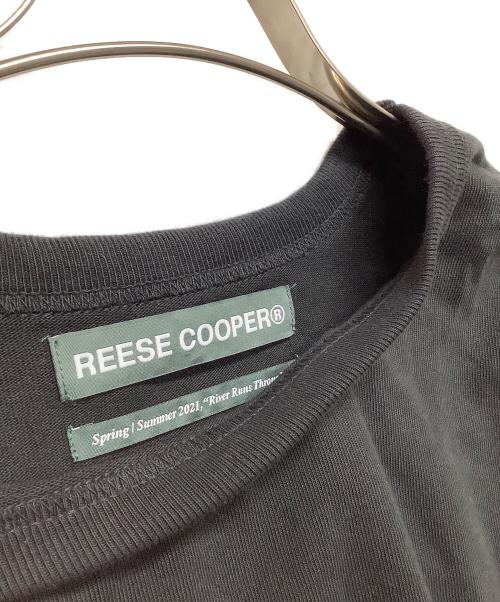 REESE COOPER®
Spring | Summer 2021, “River Runs